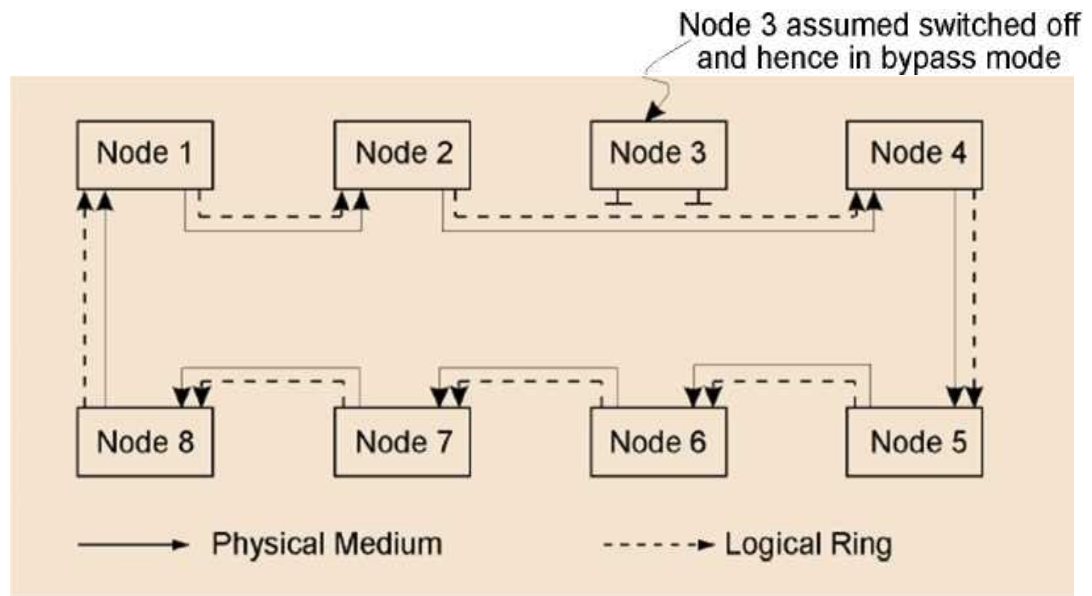 Node 3 assumed switched off
and hence in bypass mode
Node 1
Node 2
Node 3
Node 4
Node 8
Node 7
Node 6
Node 5
Physical Medium
Logical Ring